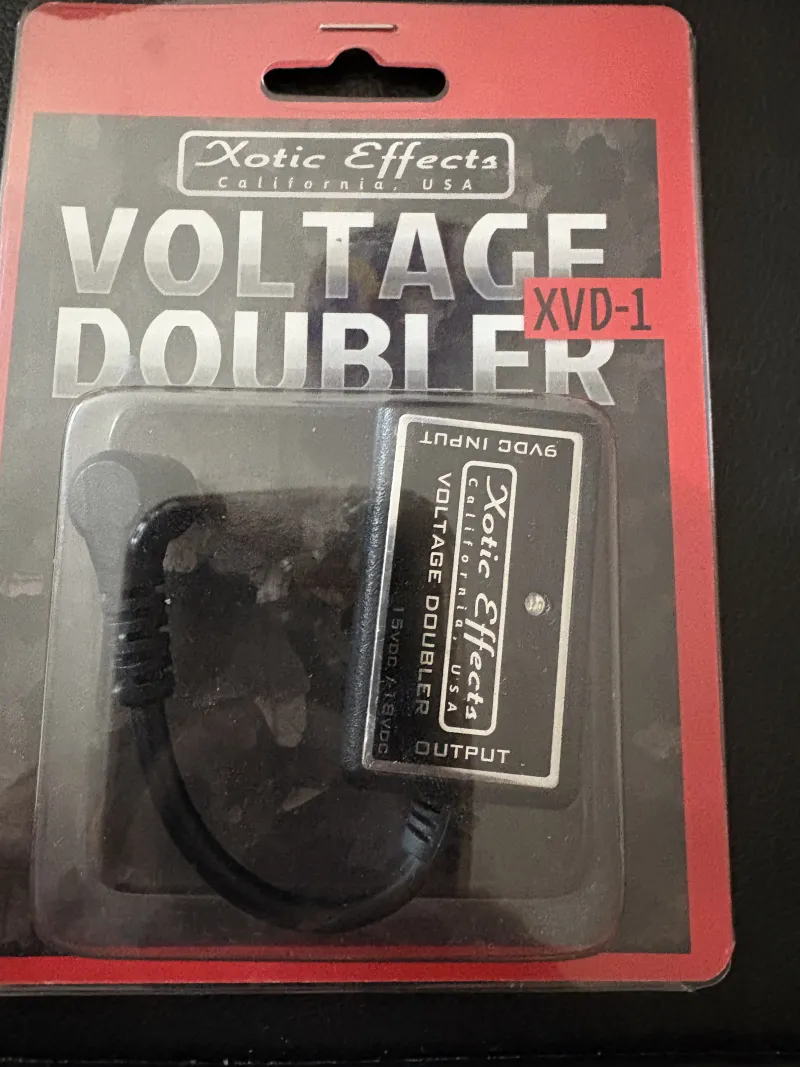 Xotic Effects
California, USA
VOLTAGE
DOUBLER
XVD-1
9VDC INPUT
Xotic Effects
California, USA
VOLTAGE DOUBLER
15VDC / 18VDC
OUTPUT